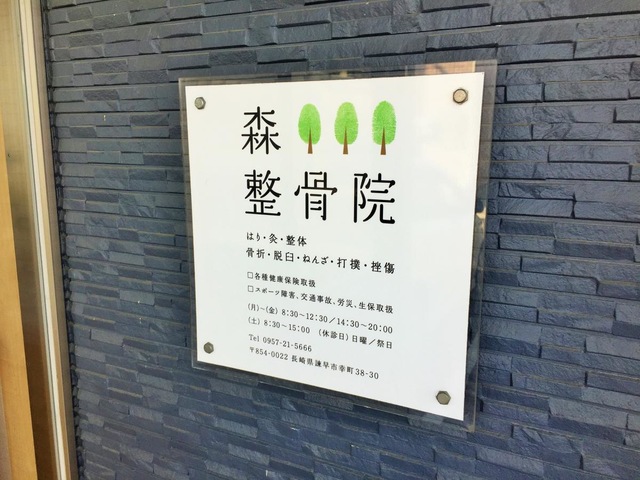 森
整骨院
はり・灸・整体
骨折・脱臼・ねんざ・打撲・挫傷
□各種健康保険取扱
□スポーツ障害、交通事故、労災、生保取扱
(月)~(金) 8:30~12:30/14:30~20:00
(土) 8:30~15:00 (休診日)日曜/祭日
Tel 0957-21-5666
〒854-0022 長崎県諫早市幸町38-30